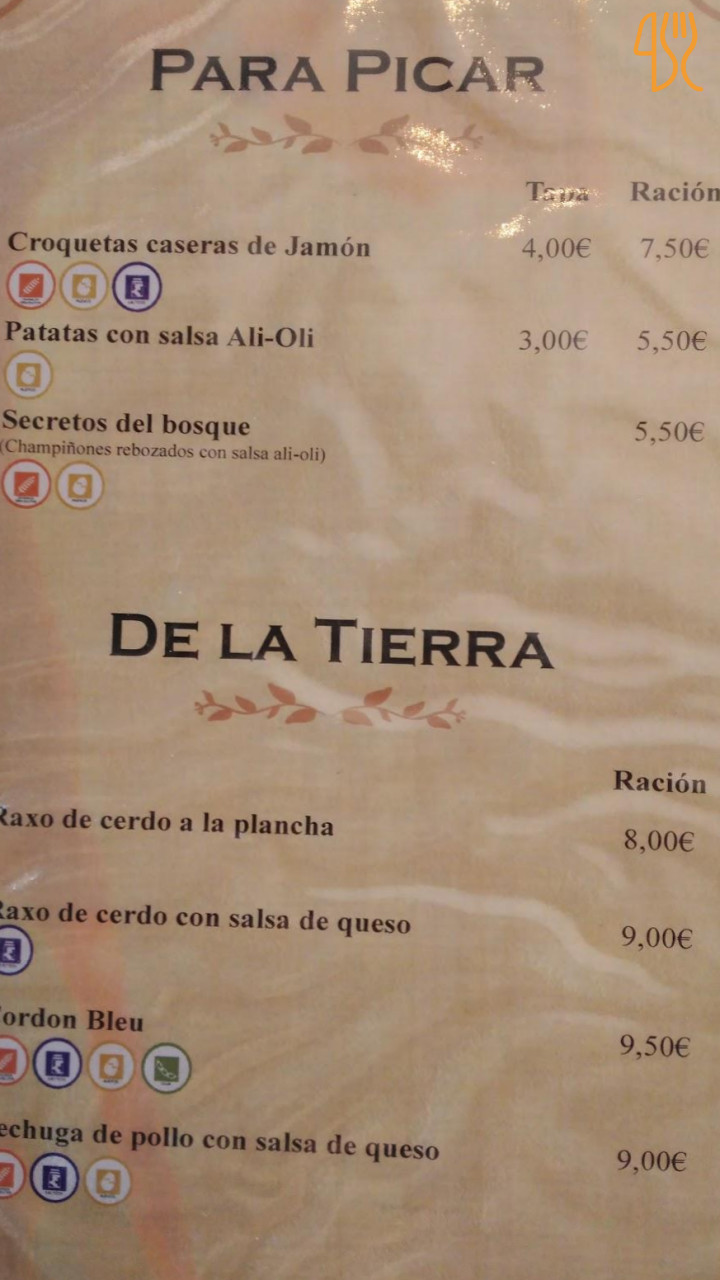 PARA PICAR
Tapa Ración
Croquetas caseras de Jamón 4,00€ 7,50€
Patatas con salsa Ali-Oli 3,00€ 5,50€
Secretos del bosque 5,50€
(Champiñones rebozados con salsa ali-oli)
DE LA TIERRA
Ración
Raxo de cerdo a la plancha 8,00€
Raxo de cerdo con salsa de queso 9,00€
ordon Bleu 9,50€
echuga de pollo con salsa de queso 9,00€